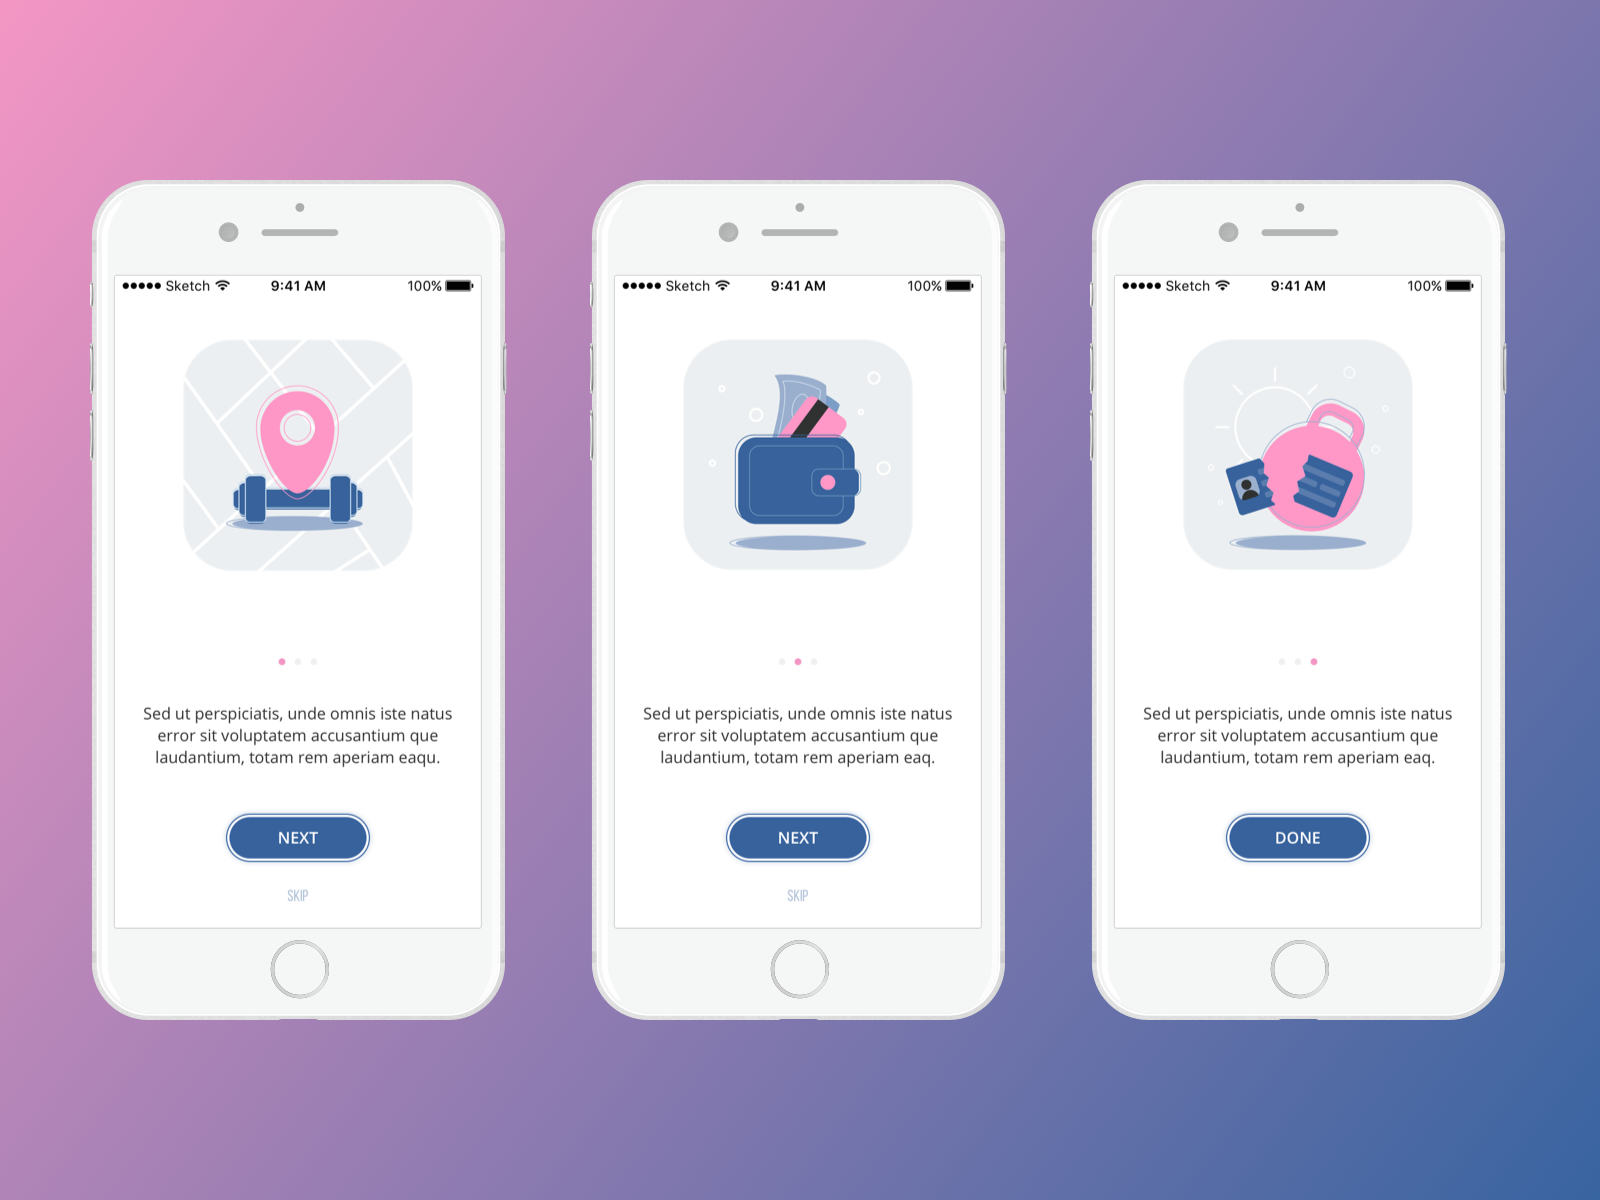 ●●●●● Sketch 9:41 AM 100%
Sed ut perspiciatis, unde omnis iste natus
error sit voluptatem accusantium que
laudantium, totam rem aperiam eaqu.
NEXT
SKIP
●●●●● Sketch 9:41 AM 100%
Sed ut perspiciatis, unde omnis iste natus
error sit voluptatem accusantium que
laudantium, totam rem aperiam eaq.
NEXT
SKIP
●●●●● Sketch 9:41 AM 100%
Sed ut perspiciatis, unde omnis iste natus
error sit voluptatem accusantium que
laudantium, totam rem aperiam eaq.
DONE